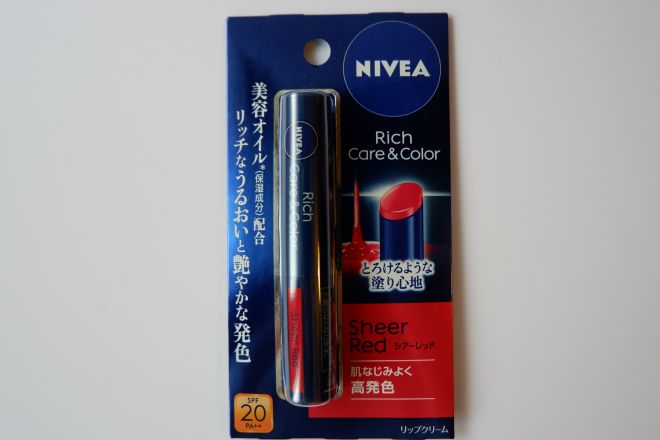 NIVEA
Rich
Care & Color
美容オイル*(保湿成分)配合
リッチなうるおいと艶やかな発色
NIVEA
Rich
Care & Color
Sheer Red
とろけるような
塗り心地
Sheer
Red シアーレッド
肌なじみよく
高発色
SPF
20
PA++
リップクリーム